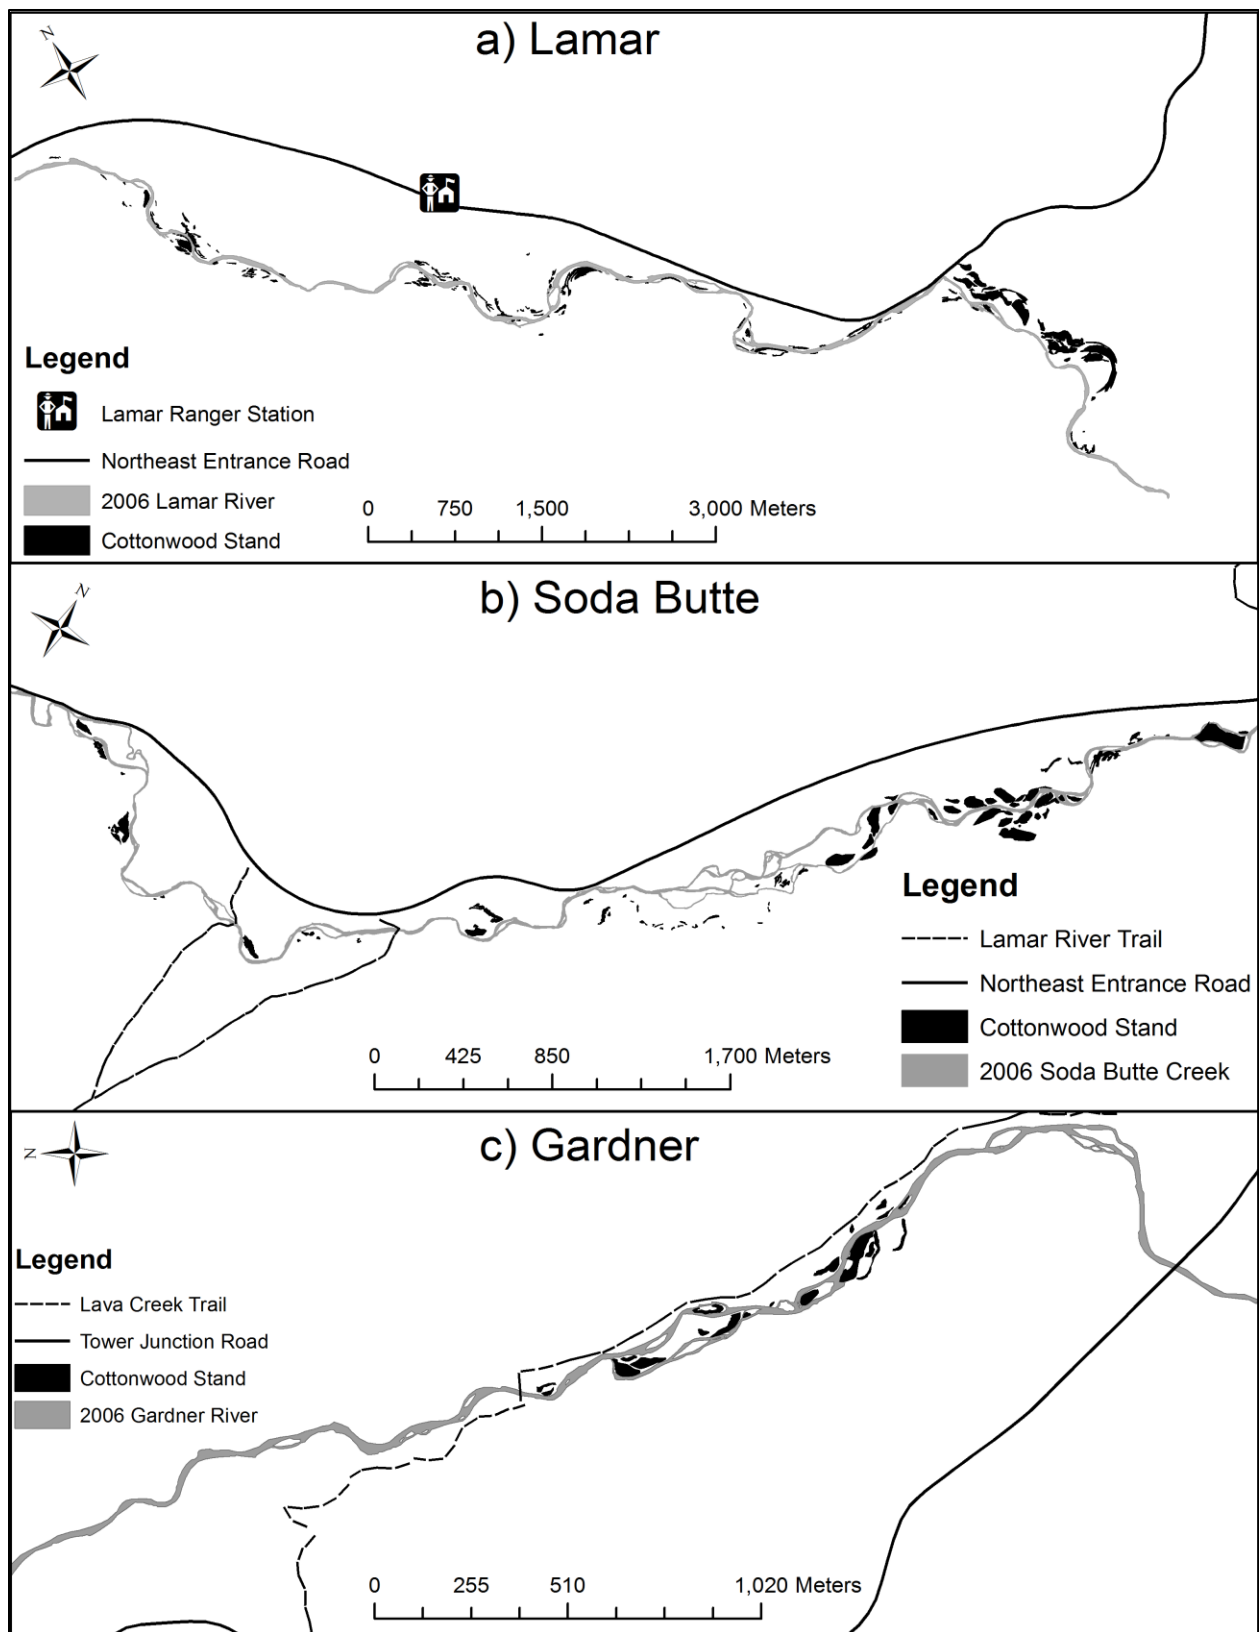 a) Lamar
N
Legend
Lamar Ranger Station
Northeast Entrance Road
2006 Lamar River
Cottonwood Stand
0 750 1,500 3,000 Meters
b) Soda Butte
N
Legend
Lamar River Trail
Northeast Entrance Road
Cottonwood Stand
2006 Soda Butte Creek
0 425 850 1,700 Meters
c) Gardner
N
Legend
Lava Creek Trail
Tower Junction Road
Cottonwood Stand
2006 Gardner River
0 255 510 1,020 Meters